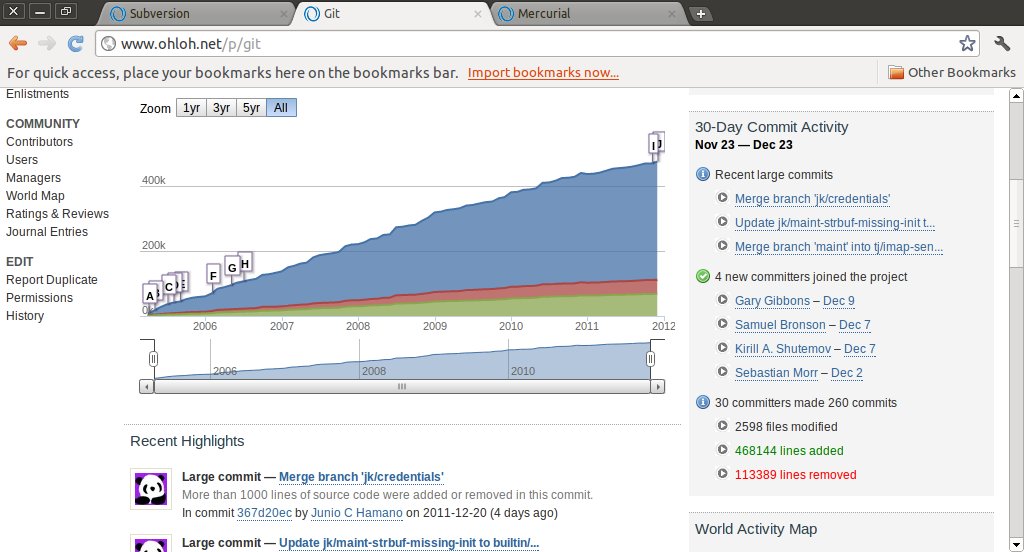 Subversion
Git
Mercurial
www.ohloh.net/p/git
For quick access, place your bookmarks here on the bookmarks bar. Import bookmarks now...
Other Bookmarks
Enlistments
COMMUNITY
Contributors
Users
Managers
World Map
Ratings & Reviews
Journal Entries
EDIT
Report Duplicate
Permissions
History
Zoom 1yr 3yr 5yr All
400k
200k
0
A C E F G H I J
2006 2007 2008 2009 2010 2011 2012
2006 2008 2010
Recent Highlights
Large commit — Merge branch 'jk/credentials'
More than 1000 lines of source code were added or removed in this commit.
In commit 367d20ec by Junio C Hamano on 2011-12-20 (4 days ago)
Large commit — Update jk/maint-strbuf-missing-init to builtin/...
30-Day Commit Activity
Nov 23 — Dec 23
Recent large commits
Merge branch 'jk/credentials'
Update jk/maint-strbuf-missing-init t...
Merge branch 'maint' into tj/imap-sen...
4 new committers joined the project
Gary Gibbons – Dec 9
Samuel Bronson – Dec 7
Kirill A. Shutemov – Dec 7
Sebastian Morr – Dec 2
30 committers made 260 commits
2598 files modified
468144 lines added
113389 lines removed
World Activity Map